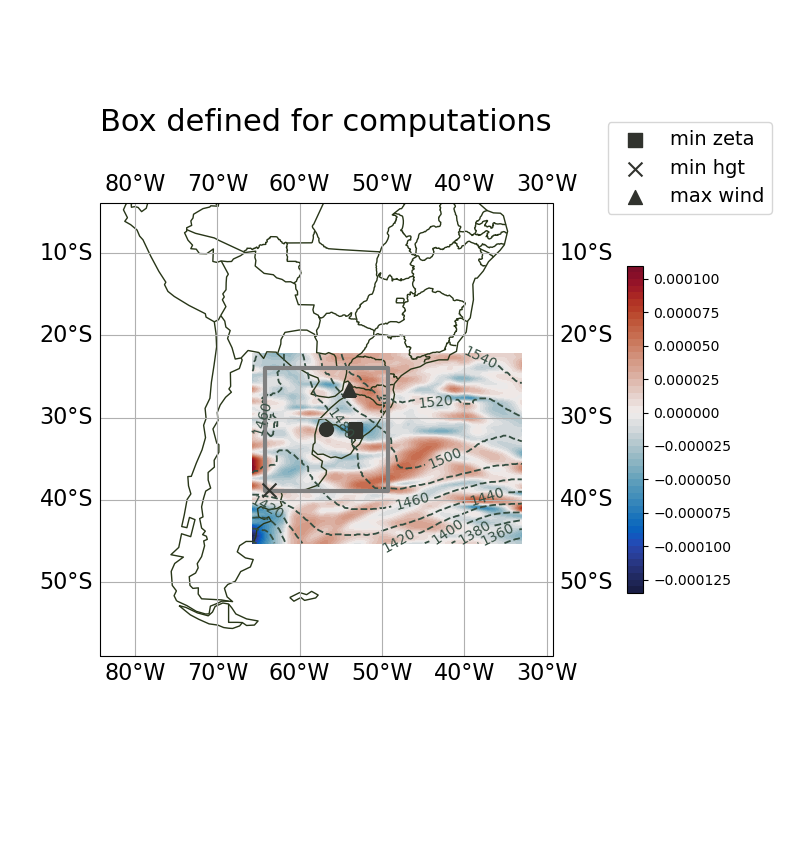 Box defined for computations
min zeta
min hgt
max wind
80°W 70°W 60°W 50°W 40°W 30°W
10°S 10°S
20°S 20°S
30°S 30°S
40°S 40°S
50°S 50°S
80°W 70°W 60°W 50°W 40°W 30°W
1540
1520
1460
1500
1460
1440
1420
1420
1400
1380
1360
0.000100
0.000075
0.000050
0.000025
0.000000
−0.000025
−0.000050
−0.000075
−0.000100
−0.000125